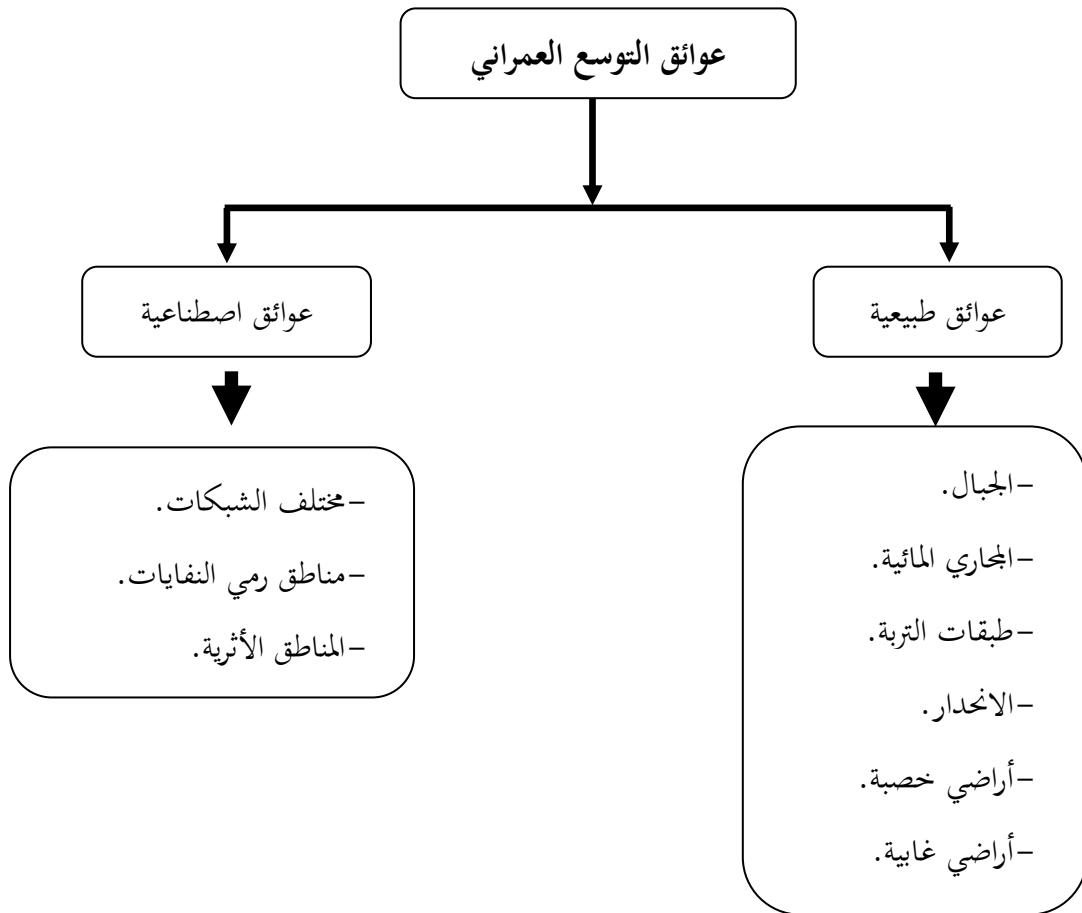 عوائق التوسع العمراني
عوائق طبيعية
عوائق اصطناعية
-الجبال.
-المجاري المائية.
-طبقات التربة.
-الانحدار.
-أراضي خصبة.
-أراضي غابية.
-مختلف الشبكات.
-مناطق رمي النفايات.
-المناطق الأثرية.